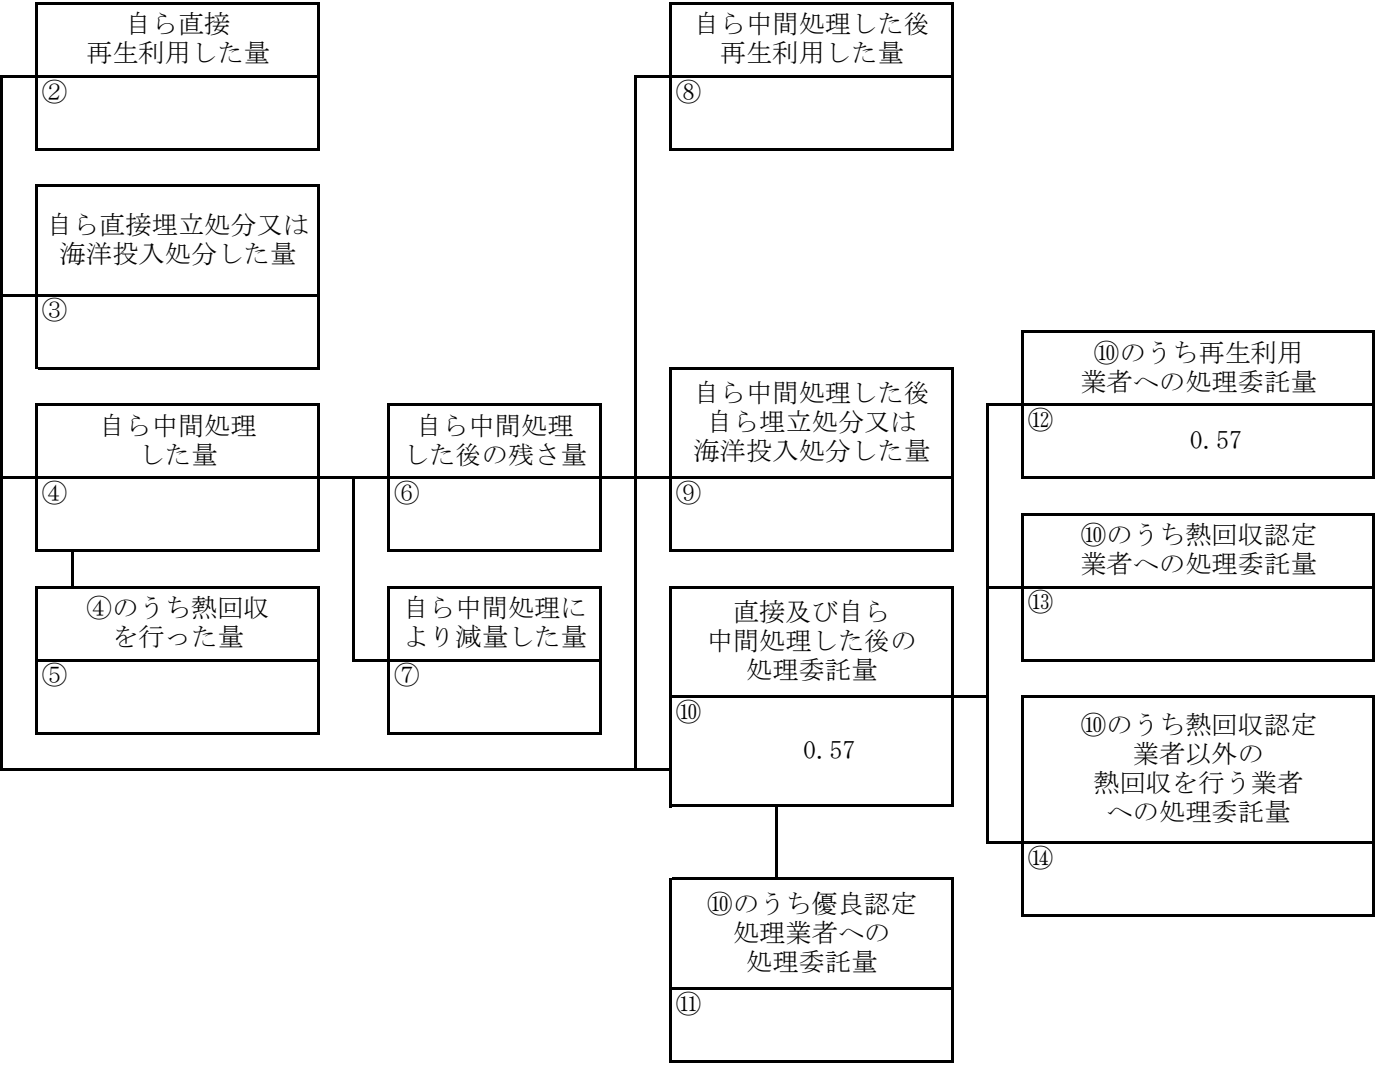 自ら直接
再生利用した量
②
自ら直接埋立処分又は
海洋投入処分した量
③
自ら中間処理
した量
④
④のうち熱回収
を行った量
⑤
自ら中間処理
した後の残さ量
⑥
自ら中間処理に
より減量した量
⑦
自ら中間処理した後
再生利用した量
⑧
自ら中間処理した後
自ら埋立処分又は
海洋投入処分した量
⑨
直接及び自ら
中間処理した後の
処理委託量
⑩
0.57
⑩のうち優良認定
処理業者への
処理委託量
⑪
⑩のうち再生利用
業者への処理委託量
⑫
0.57
⑩のうち熱回収認定
業者への処理委託量
⑬
⑩のうち熱回収認定
業者以外の
熱回収を行う業者
への処理委託量
⑭